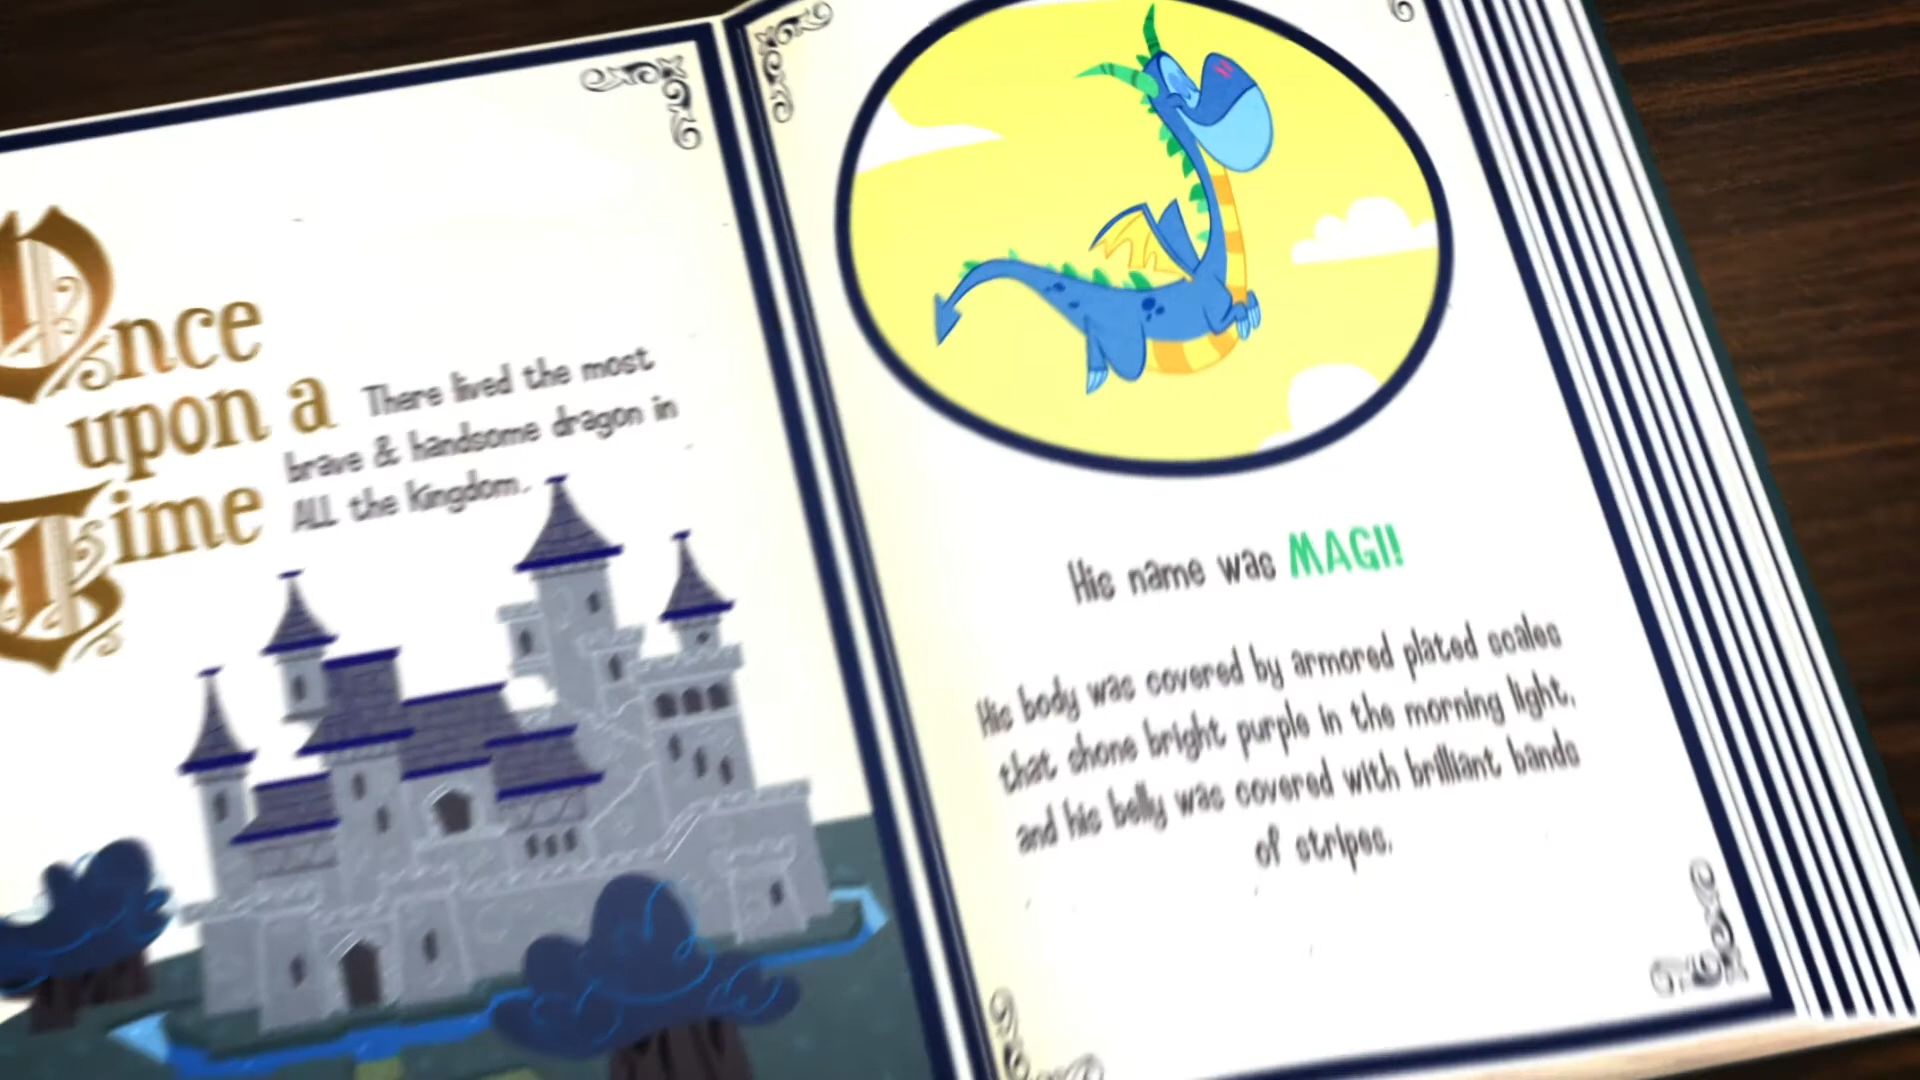 Once
upon a
Time
There lived the most
brave & handsome dragon in
ALL the Kingdom.
His name was MAGI!
His body was covered by armored plated scales
that shone bright purple in the morning light,
and his belly was covered with brilliant bands
of stripes.